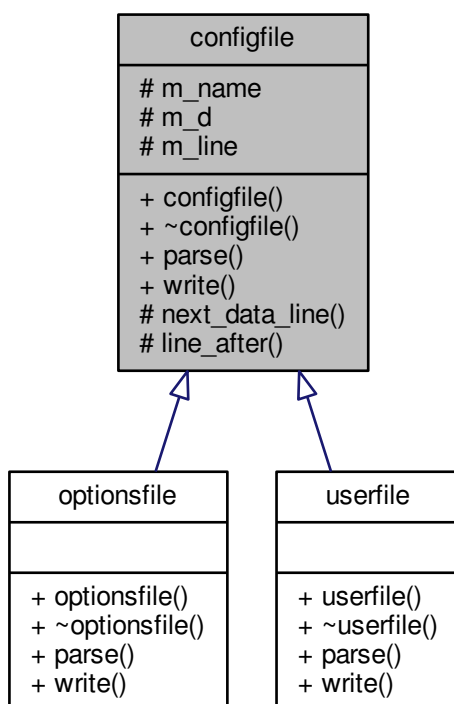 configfile
# m_name
# m_d
# m_line
+ configfile()
+ ~configfile()
+ parse()
+ write()
# next_data_line()
# line_after()
optionsfile
+ optionsfile()
+ ~optionsfile()
+ parse()
+ write()
userfile
+ userfile()
+ ~userfile()
+ parse()
+ write()